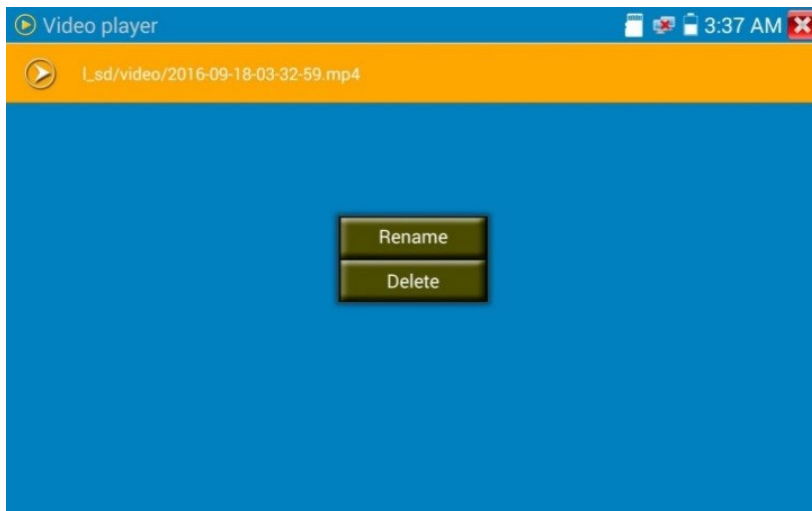 Video player
3:37 AM
l_sd/video/2016-09-18-03-32-59.mp4
Rename
Delete